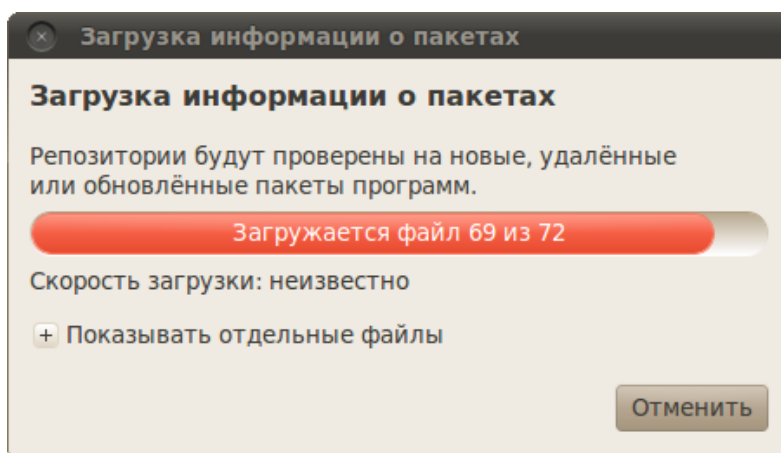 Загрузка информации о пакетах
Загрузка информации о пакетах
Репозитории будут проверены на новые, удалённые
или обновлённые пакеты программ.
Загружается файл 69 из 72
Скорость загрузки: неизвестно
Показывать отдельные файлы
Отменить